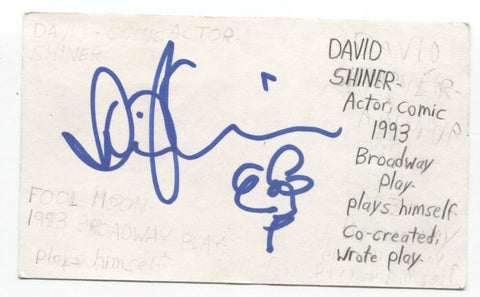 DAVID - COMIC ACTOR
SHINER
FOOL MOON
1993 BROADWAY PLAY-
plays himself
DAVID
SHINER-
Actor, comic
1993
Broadway
play-
plays himself.
Co-created,
wrote play-